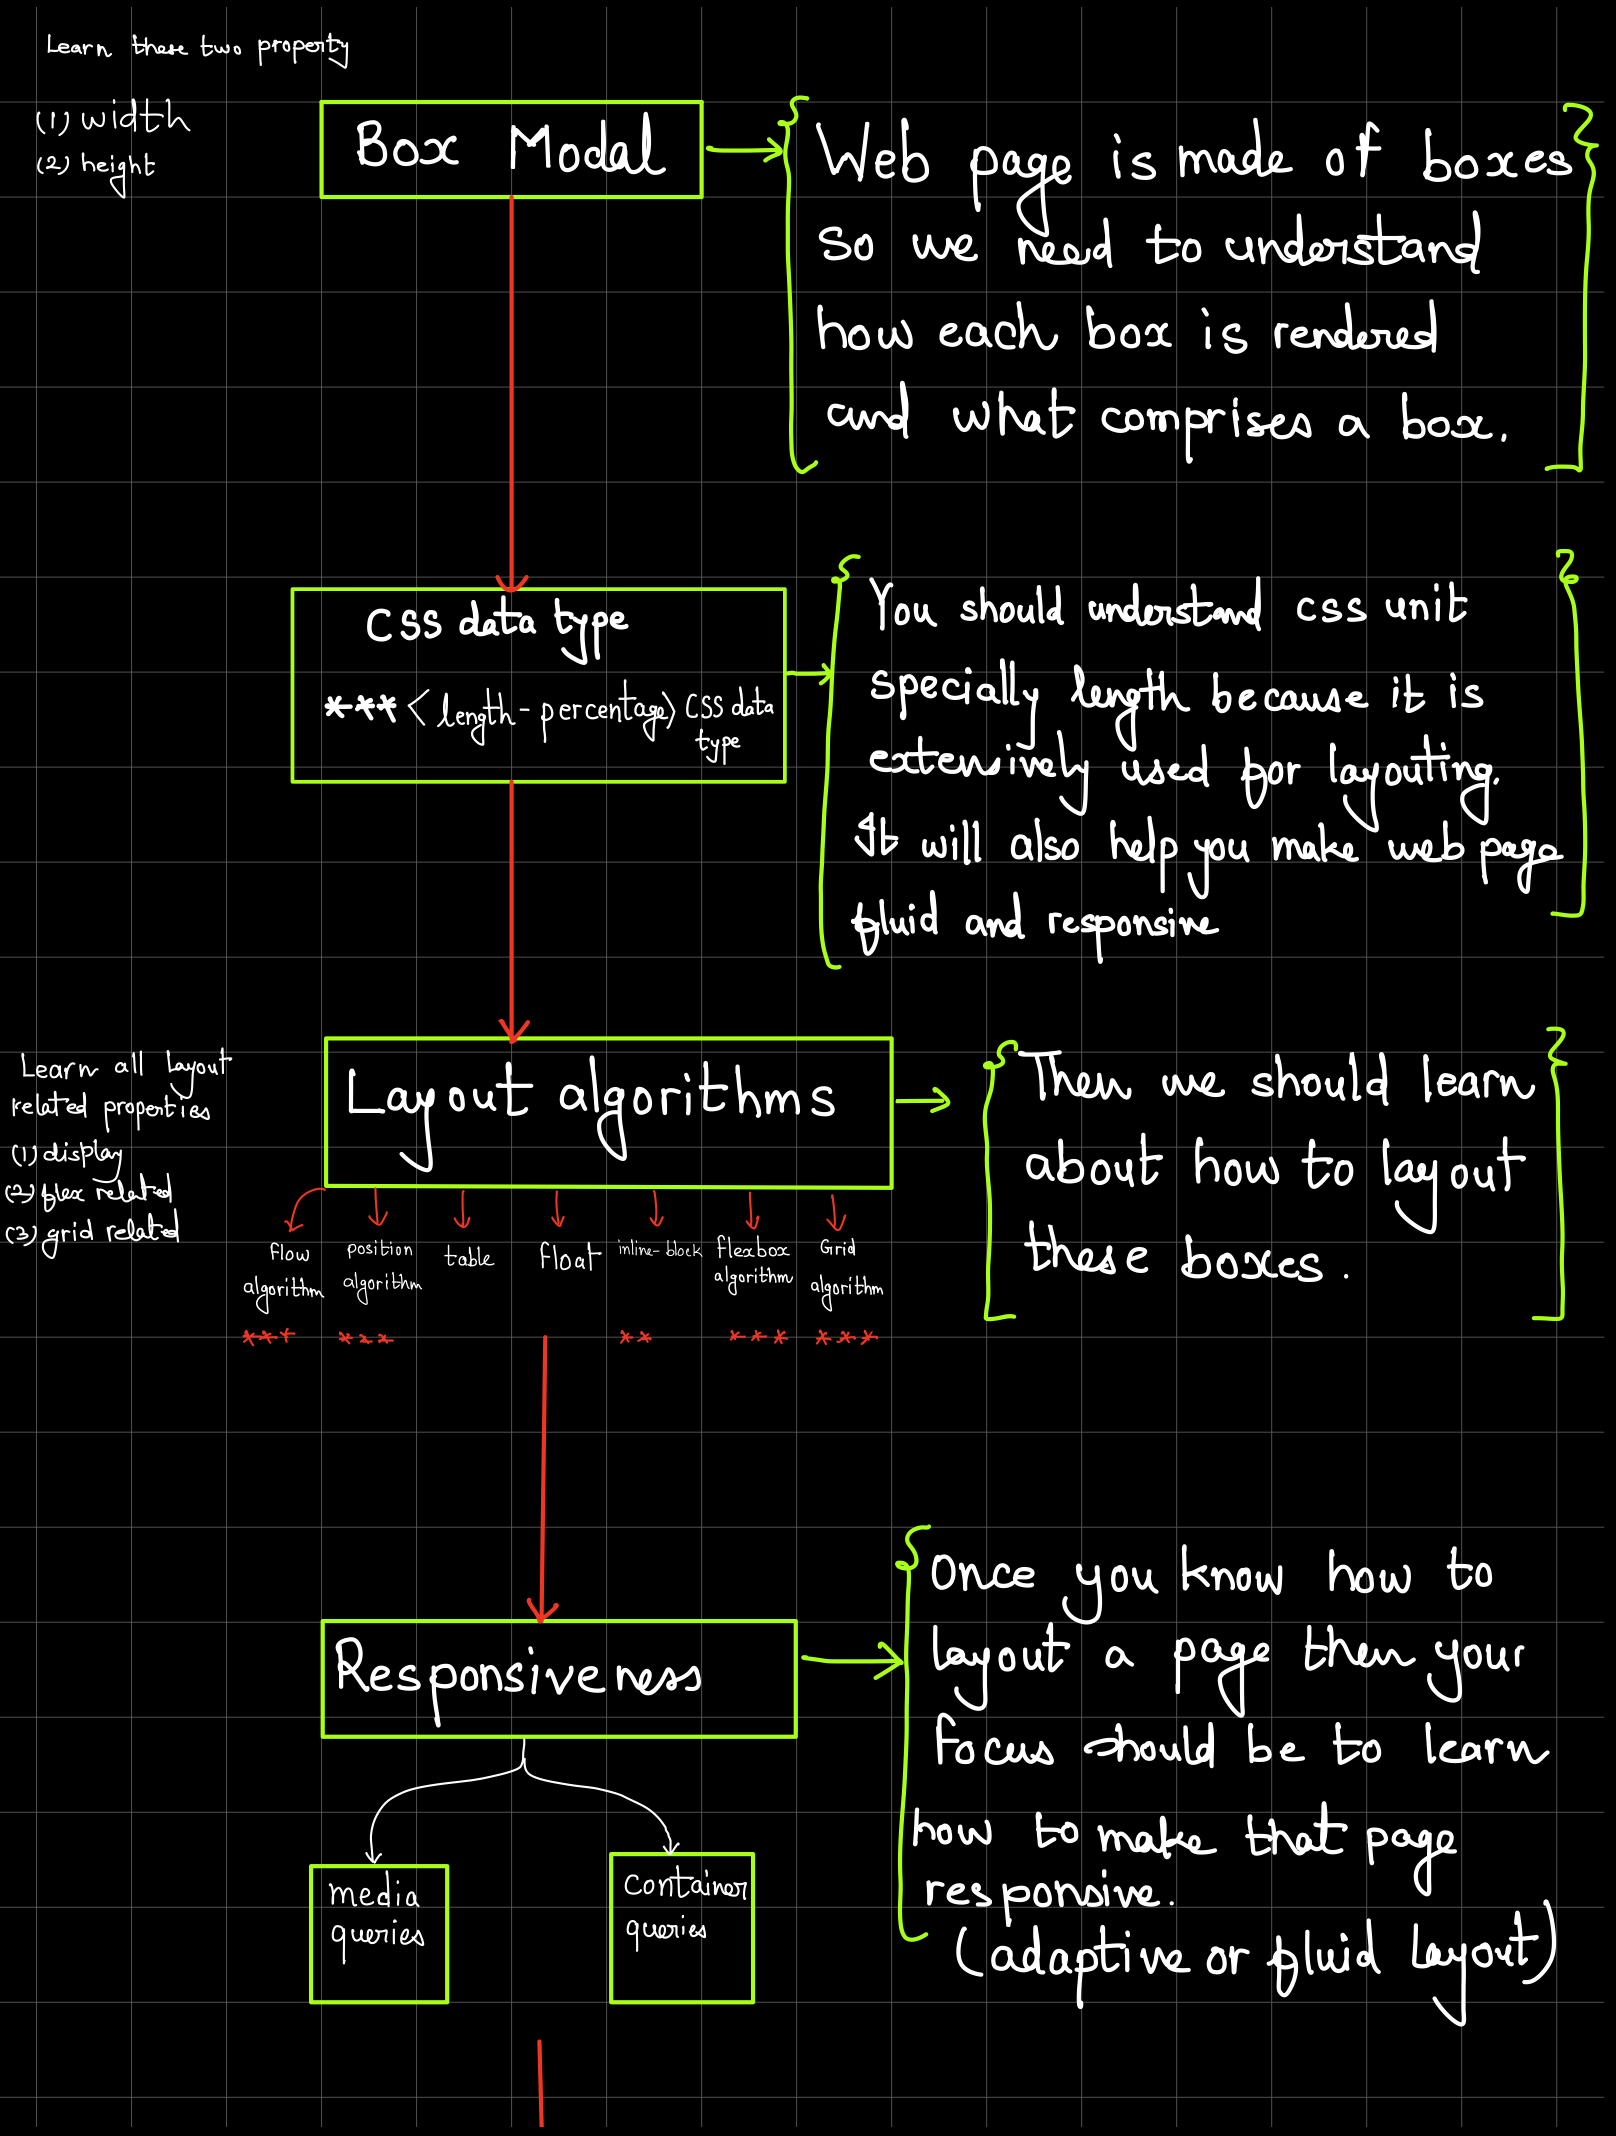 Learn these two property
(1) width
(2) height
Box Modal
Web page is made of boxes
So we need to understand
how each box is rendered
and what comprises a box.
CSS data type
*** <length-percentage> CSS data
type
You should understand css unit
specially length because it is
extensively used for layouting.
It will also help you make web page
fluid and responsive
Learn all layout
related properties
(1) display
(2) flex related
(3) grid related
Layout algorithms
Then we should learn
about how to layout
these boxes.
flow
algorithm
***
position
algorithm
***
table
float
inline-block
**
flexbox
algorithm
***
Grid
algorithm
***
Responsiveness
Once you know how to
layout a page then your
focus should be to learn
how to make that page
responsive.
(adaptive or fluid layout)
media
queries
container
queries